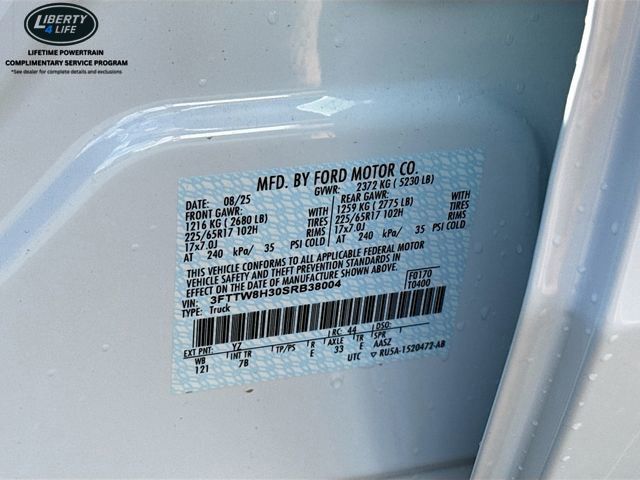 LIBERTY
4 LIFE
LIFETIME POWERTRAIN
COMPLIMENTARY SERVICE PROGRAM
*See dealer for complete details and exclusions
MFD. BY FORD MOTOR CO.
DATE: 08/25 GVWR: 2372 KG ( 5230 LB)
FRONT GAWR: REAR GAWR:
1216 KG ( 2680 LB) WITH 1259 KG ( 2775 LB) WITH
225/65R17 102H TIRES 225/65R17 102H TIRES
17x7.0J RIMS 17x7.0J RIMS
AT 240 kPa/ 35 PSI COLD AT 240 kPa/ 35 PSI COLD
THIS VEHICLE CONFORMS TO ALL APPLICABLE FEDERAL MOTOR
VEHICLE SAFETY STANDARDS AND THEFT PREVENTION STANDARDS IN
EFFECT ON THE DATE OF MANUFACTURE SHOWN ABOVE.
VIN: 3FTTW8H30SRB38004 F0170
TYPE: Truck T0400
EXT PNT: YZ RC: 44 DSO:
WB INT TR TP/PS R AXLE TR SPR
121 7B E 33 E AASZ
UTC ▽ RU5A-1520472-AB